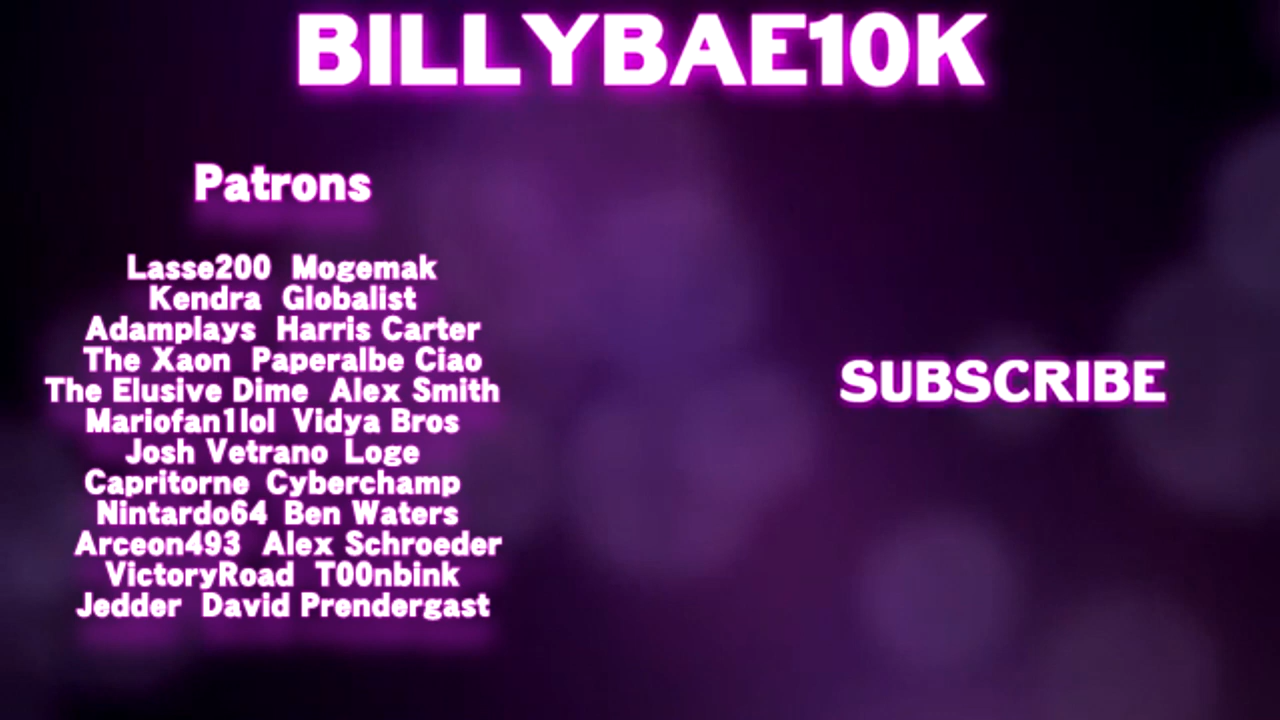 BILLYBAE10K
Patrons
Lasse200 Mogemak
Kendra Globalist
Adamplays Harris Carter
The Xaon Paperalbe Ciao
The Elusive Dime Alex Smith
Mariofan1lol Vidya Bros
Josh Vetrano Loge
Capritorne Cyberchamp
Nintardo64 Ben Waters
Arceon493 Alex Schroeder
VictoryRoad T00nbink
Jedder David Prendergast
SUBSCRIBE